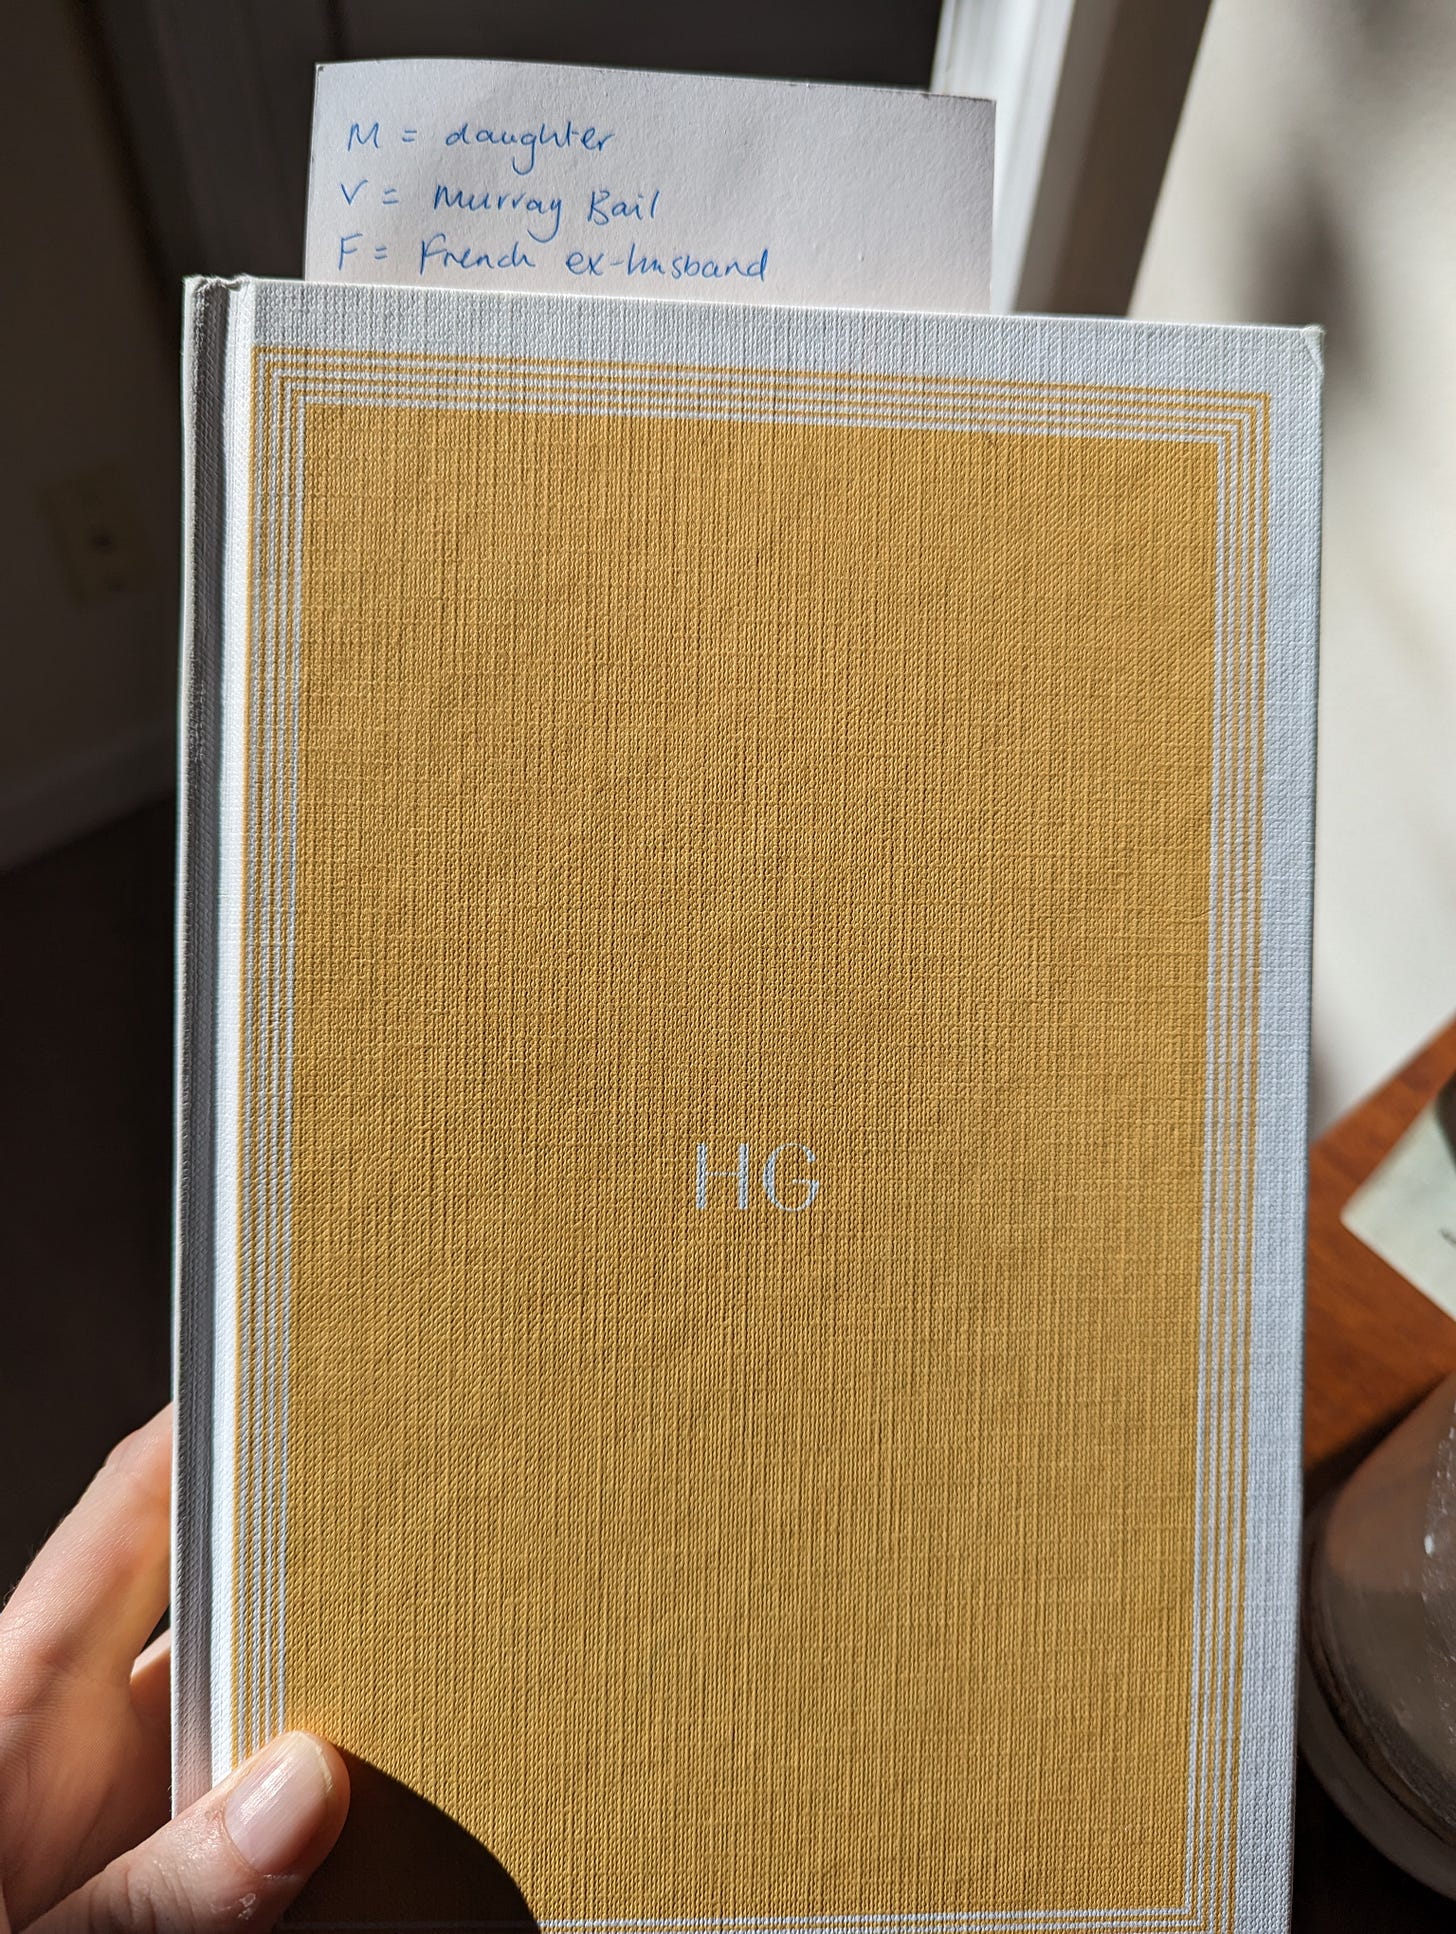 M = daughter
V = Murray Bail
F = French ex-husband
HG